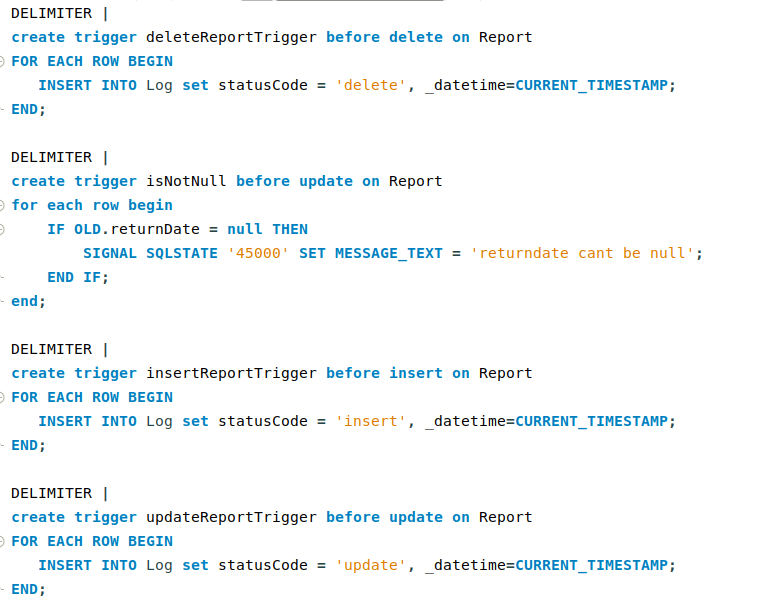 DELIMITER |
create trigger deleteReportTrigger before delete on Report
FOR EACH ROW BEGIN
   INSERT INTO Log set statusCode = 'delete', _datetime=CURRENT_TIMESTAMP;
END;

DELIMITER |
create trigger isNotNull before update on Report
for each row begin
    IF OLD.returnDate = null THEN
        SIGNAL SQLSTATE '45000' SET MESSAGE_TEXT = 'returndate cant be null';
    END IF;
end;

DELIMITER |
create trigger insertReportTrigger before insert on Report
FOR EACH ROW BEGIN
   INSERT INTO Log set statusCode = 'insert', _datetime=CURRENT_TIMESTAMP;
END;

DELIMITER |
create trigger updateReportTrigger before update on Report
FOR EACH ROW BEGIN
   INSERT INTO Log set statusCode = 'update', _datetime=CURRENT_TIMESTAMP;
END;